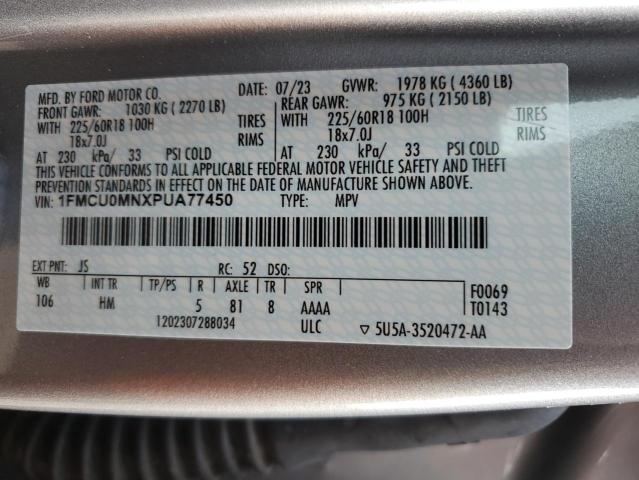 MFD. BY FORD MOTOR CO. DATE: 07/23 GVWR: 1978 KG ( 4360 LB)
FRONT GAWR: 1030 KG ( 2270 LB) REAR GAWR: 975 KG ( 2150 LB)
WITH 225/60R18 100H TIRES WITH 225/60R18 100H TIRES
18x7.0J RIMS 18x7.0J RIMS
AT 230 kPa/ 33 PSI COLD AT 230 kPa/ 33 PSI COLD
THIS VEHICLE CONFORMS TO ALL APPLICABLE FEDERAL MOTOR VEHICLE SAFETY AND THEFT
PREVENTION STANDARDS IN EFFECT ON THE DATE OF MANUFACTURE SHOWN ABOVE.
VIN: 1FMCU0MNXPUA77450 TYPE: MPV
EXT PNT: JS RC: 52 DSO:
WB INT TR TP/PS R AXLE TR SPR F0069
106 HM 5 81 8 AAAA T0143
1202307288034 ULC ▽ 5U5A-3520472-AA